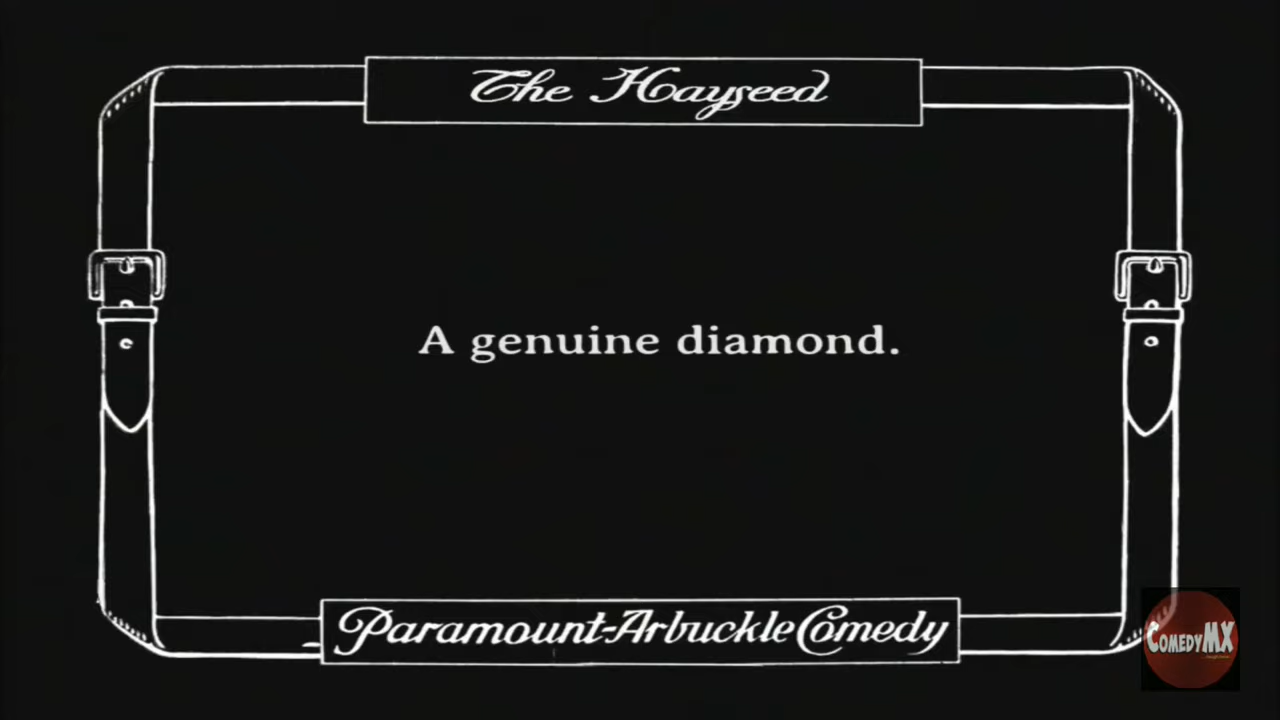 The Hayseed
A genuine diamond.
Paramount-Arbuckle Comedy
ComedyMX